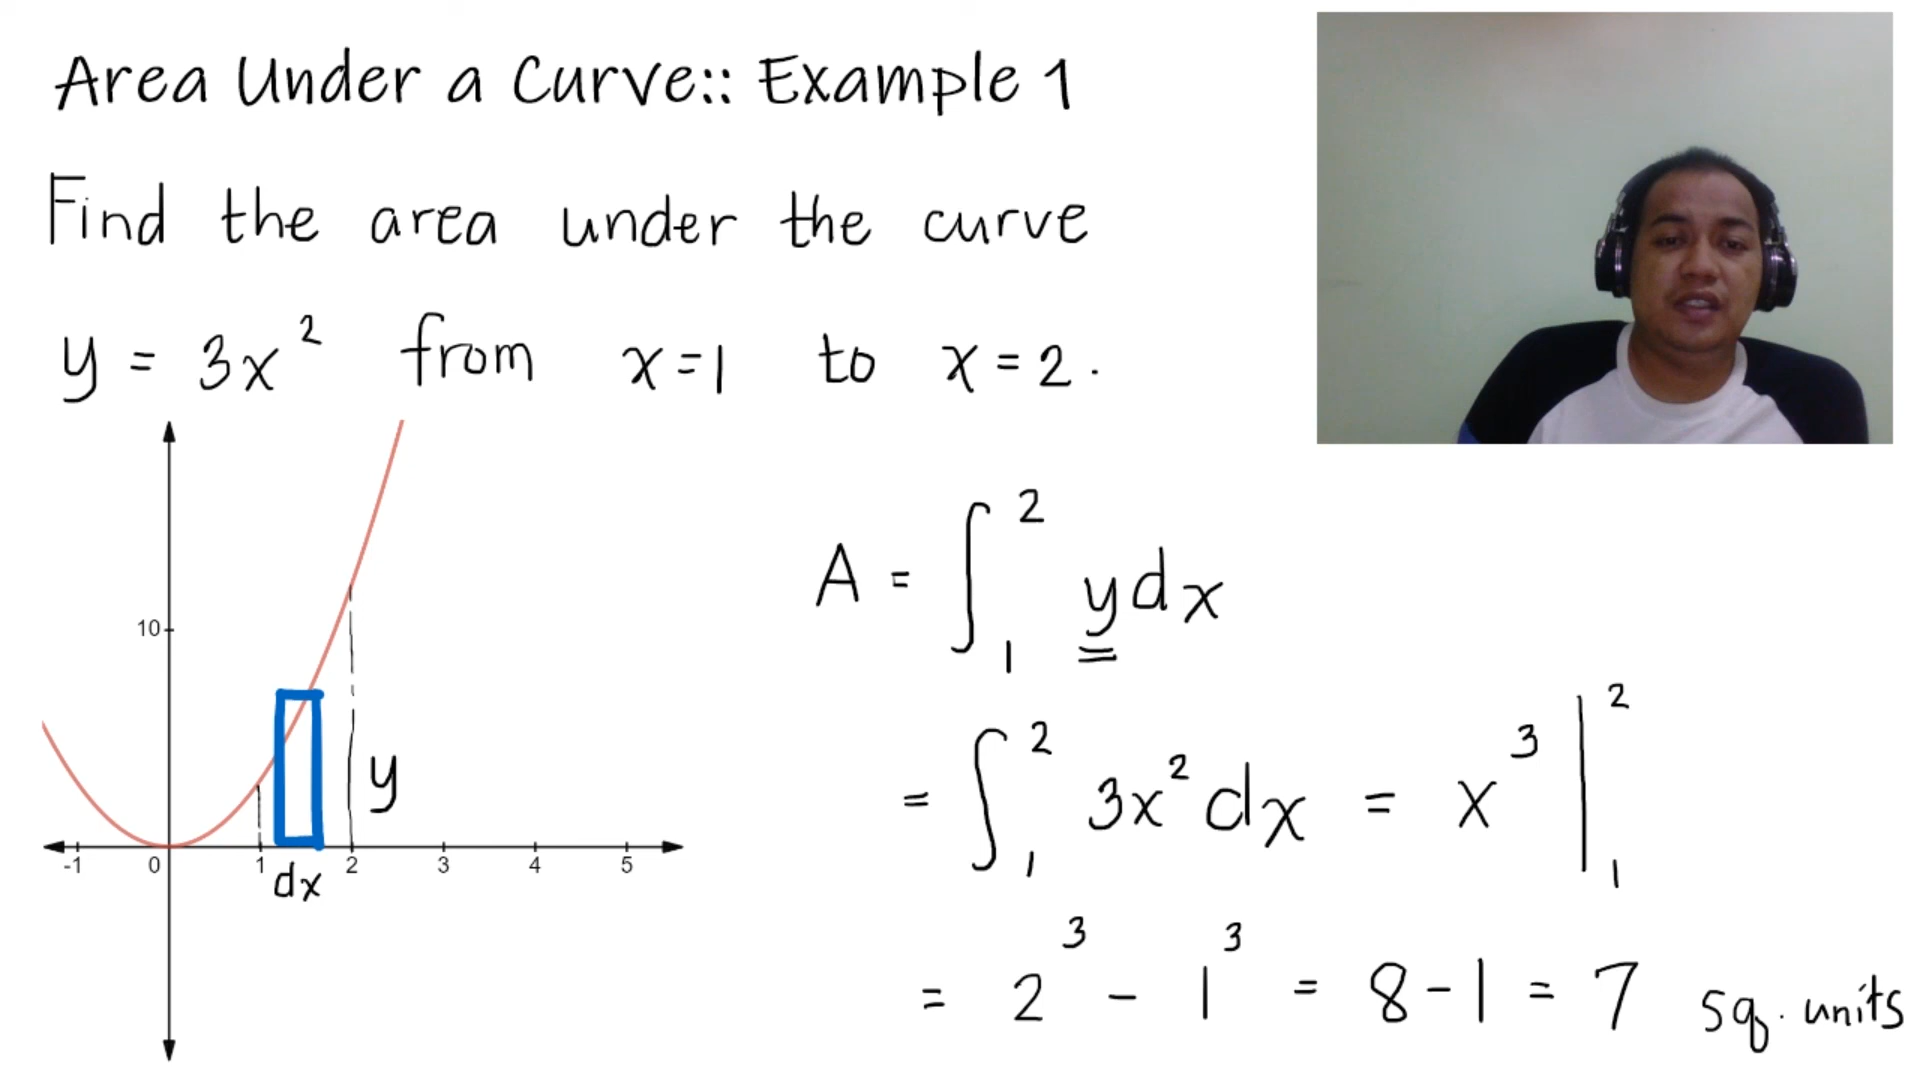 Area Under a Curve:: Example 1
Find the area under the curve
y = 3x² from x=1 to x=2.
10
y
-1 0 1 2 3 4 5
dx
A = ∫₁² y dx
= ∫₁² 3x² dx = x³ |₁²
= 2³ - 1³ = 8 - 1 = 7 sq. units